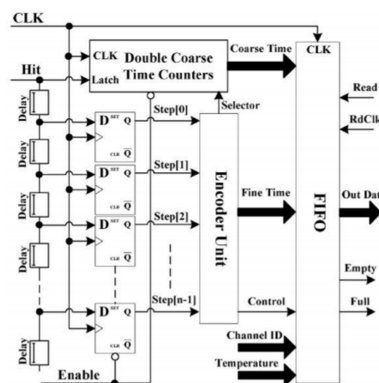 CLK
Hit
CLK
Latch
Double Coarse
Time Counters
Coarse Time
CLK
Read
RdClk
Selector
Delay
D SET Q
CLR Q
Step[0]
Delay
D SET Q
CLR Q
Step[1]
Delay
D SET Q
CLR Q
Step[2]
Delay
D SET Q
CLR Q
Step[n-1]
Delay
Encoder Unit
Fine Time
FIFO
Out Dat
Empty
Full
Control
Channel ID
Temperature
Enable